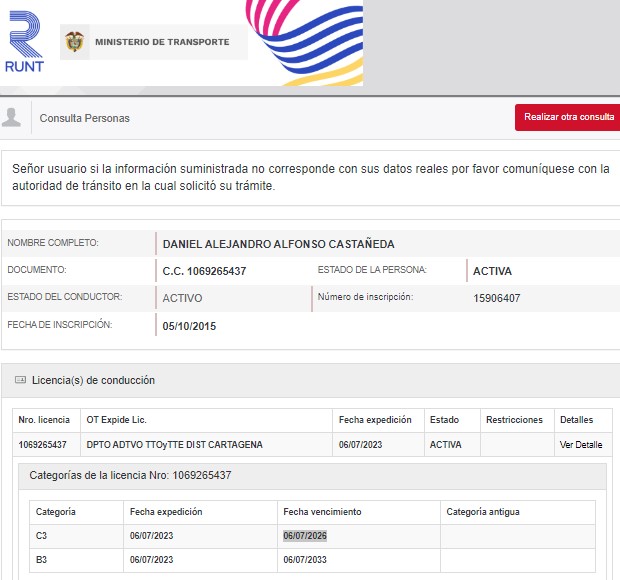 RUNT
MINISTERIO DE TRANSPORTE
Consulta Personas
Realizar otra consulta
Señor usuario si la información suministrada no corresponde con sus datos reales por favor comuníquese con la
autoridad de tránsito en la cual solicitó su trámite.
NOMBRE COMPLETO: DANIEL ALEJANDRO ALFONSO CASTAÑEDA
DOCUMENTO: C.C. 1069265437 ESTADO DE LA PERSONA: ACTIVA
ESTADO DEL CONDUCTOR: ACTIVO Número de inscripción: 15906407
FECHA DE INSCRIPCIÓN: 05/10/2015
Licencia(s) de conducción
Nro. licencia OT Expide Lic. Fecha expedición Estado Restricciones Detalles
1069265437 DPTO ADTVO TTOyTTE DIST CARTAGENA 06/07/2023 ACTIVA Ver Detalle
Categorías de la licencia Nro: 1069265437
Categoría Fecha expedición Fecha vencimiento Categoría antigua
C3 06/07/2023 06/07/2026
B3 06/07/2023 06/07/2033